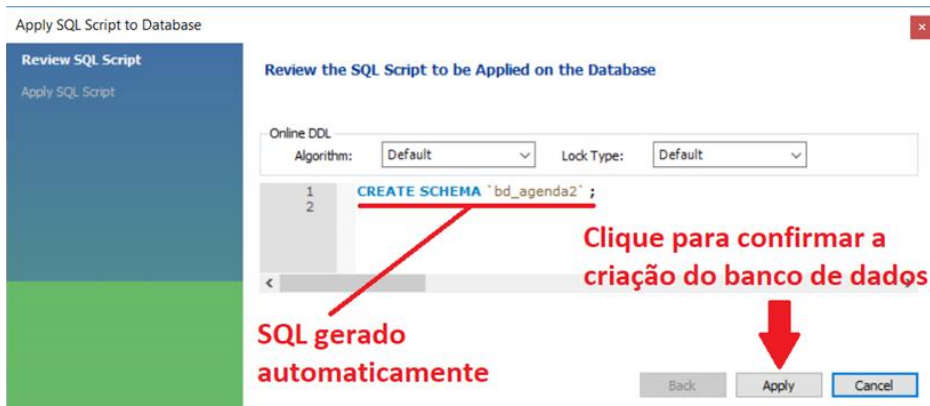 Apply SQL Script to Database
Review SQL Script
Apply SQL Script
Review the SQL Script to be Applied on the Database
Online DDL
Algorithm: Default Lock Type: Default
1 CREATE SCHEMA `bd_agenda2` ;
2
Clique para confirmar a
criação do banco de dados
SQL gerado
automaticamente
Back Apply Cancel